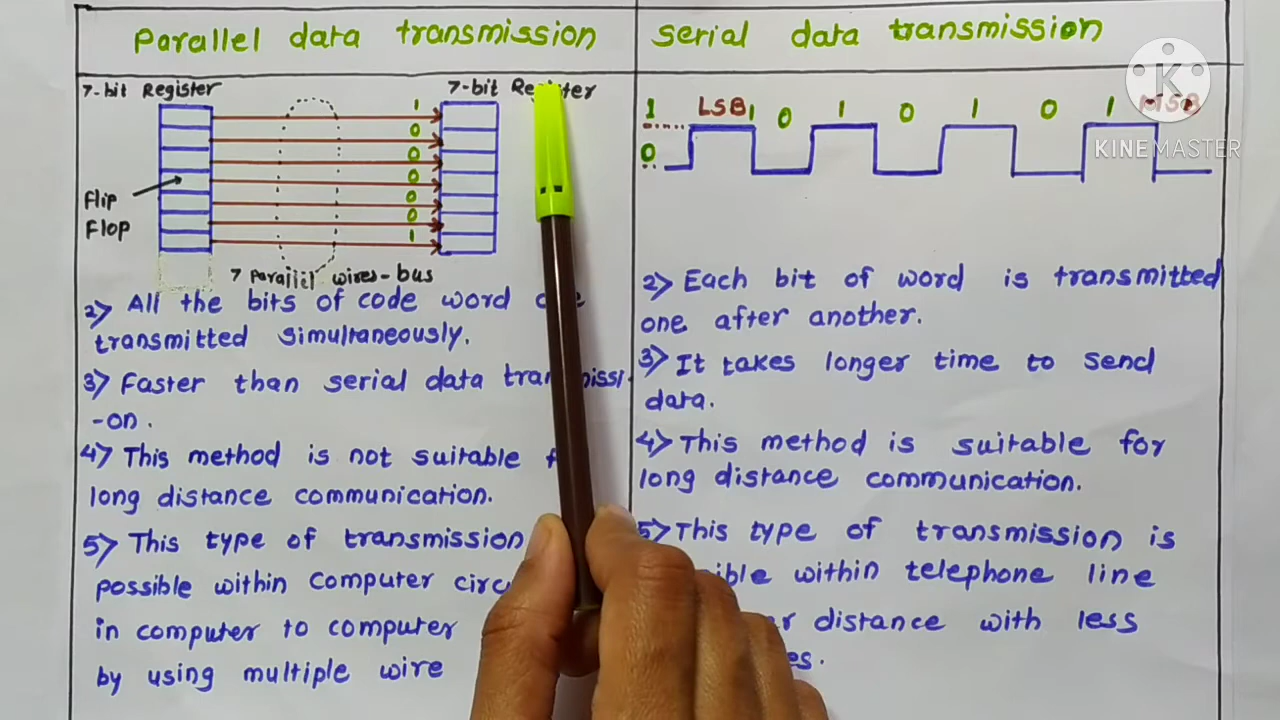 Parallel data transmission
7-bit Register
7-bit Register
1
0
0
0
0
0
1
Flip
Flop
7 Parallel wires-bus
2) All the bits of code word
transmitted simultaneously.
3) Faster than serial data
-on.
4) This method is not suitable
long distance communication.
5) This type of transmission
possible within computer
in computer to computer
by using multiple wire
serial data transmission
1 LSB 1 0 1 0 1 0 1 MSB
0
KINEMASTER
2) Each bit of word is transmitted
one after another.
3) It takes longer time to send
data.
4) This method is suitable for
long distance communication.
5) This type of transmission is
within telephone line
distance with less